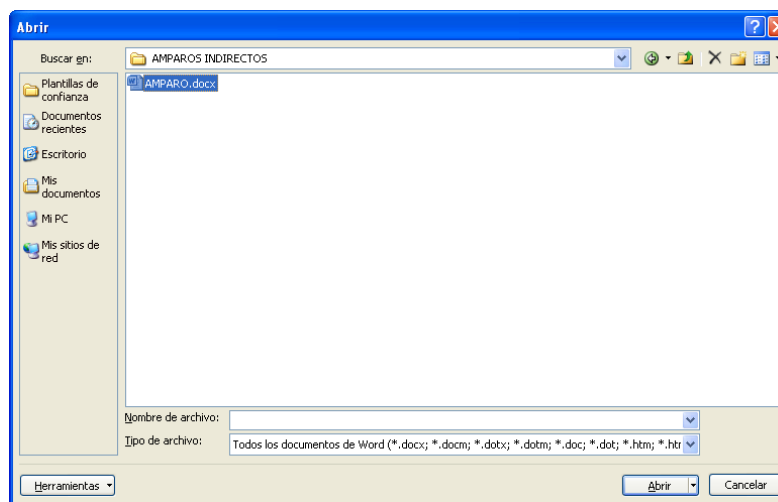 Abrir
Buscar en:
AMPAROS INDIRECTOS
Plantillas de
confianza
Documentos
recientes
Escritorio
Mis
documentos
Mi PC
Mis sitios de
red
AMPARO.docx
Nombre de archivo:
Tipo de archivo:
Todos los documentos de Word (*.docx; *.docm; *.dotx; *.dotm; *.doc; *.dot; *.htm; *.htr
Herramientas
Abrir
Cancelar